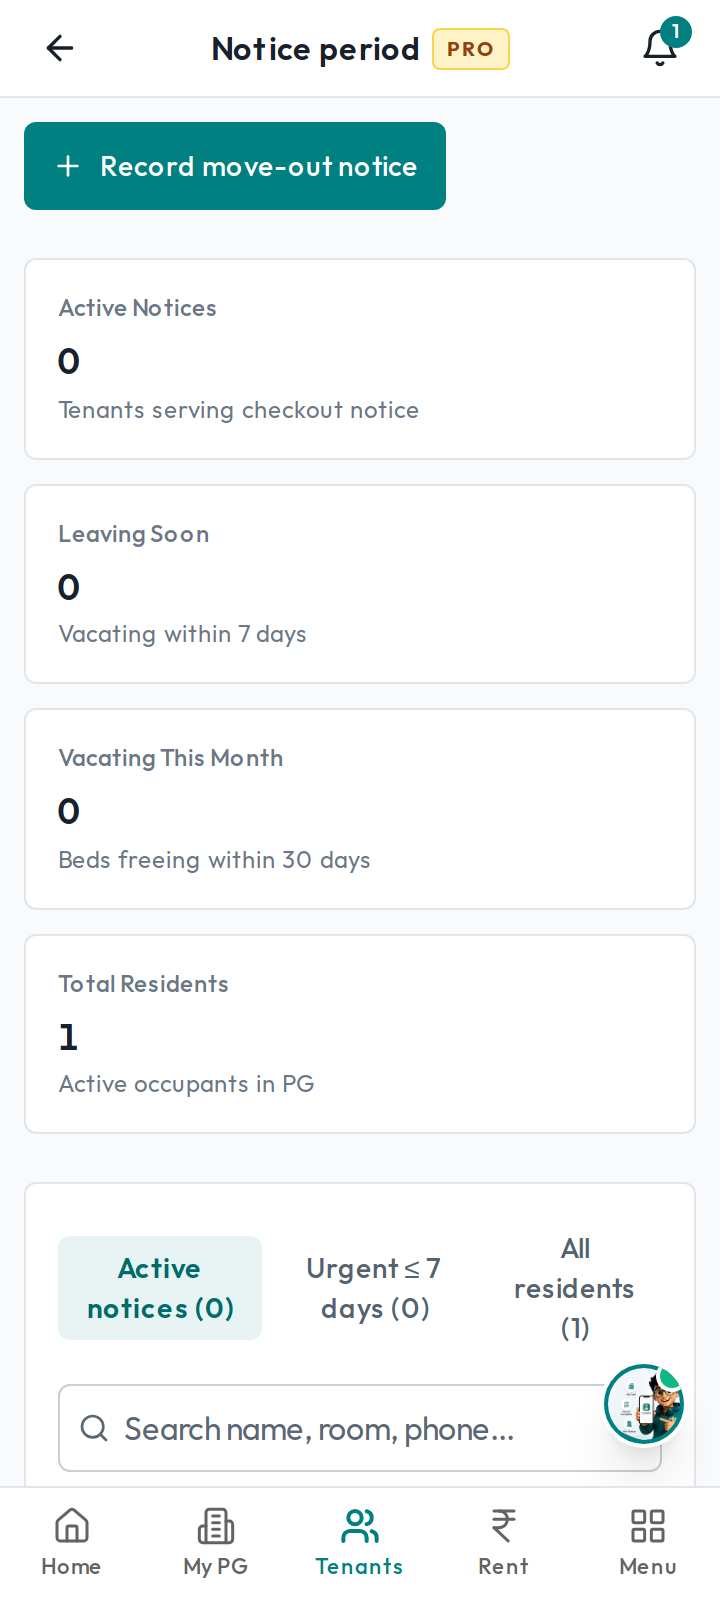 Notice period PRO
1
+ Record move-out notice
Active Notices
0
Tenants serving checkout notice
Leaving Soon
0
Vacating within 7 days
Vacating This Month
0
Beds freeing within 30 days
Total Residents
1
Active occupants in PG
Active
notices (0)
Urgent ≤ 7
days (0)
All
residents
(1)
Search name, room, phone...
Home
My PG
Tenants
Rent
Menu